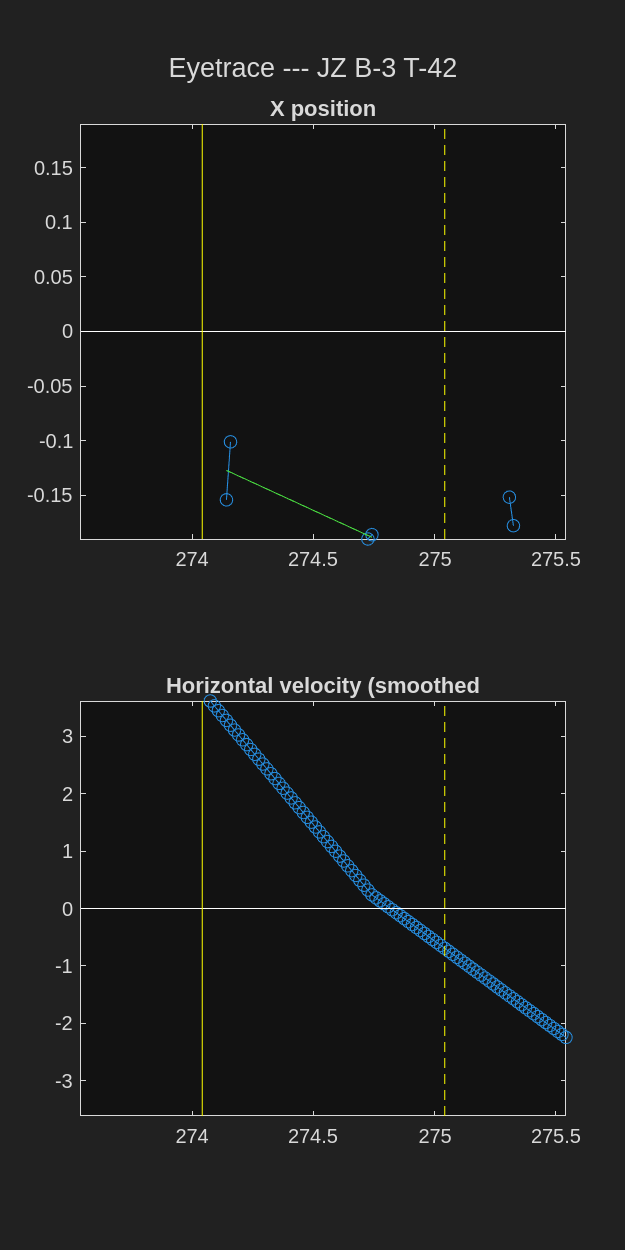 Eyetrace --- JZ B-3 T-42
X position
0.15
0.1
0.05
0
-0.05
-0.1
-0.15
274 274.5 275 275.5
Horizontal velocity (smoothed
3
2
1
0
-1
-2
-3
274 274.5 275 275.5